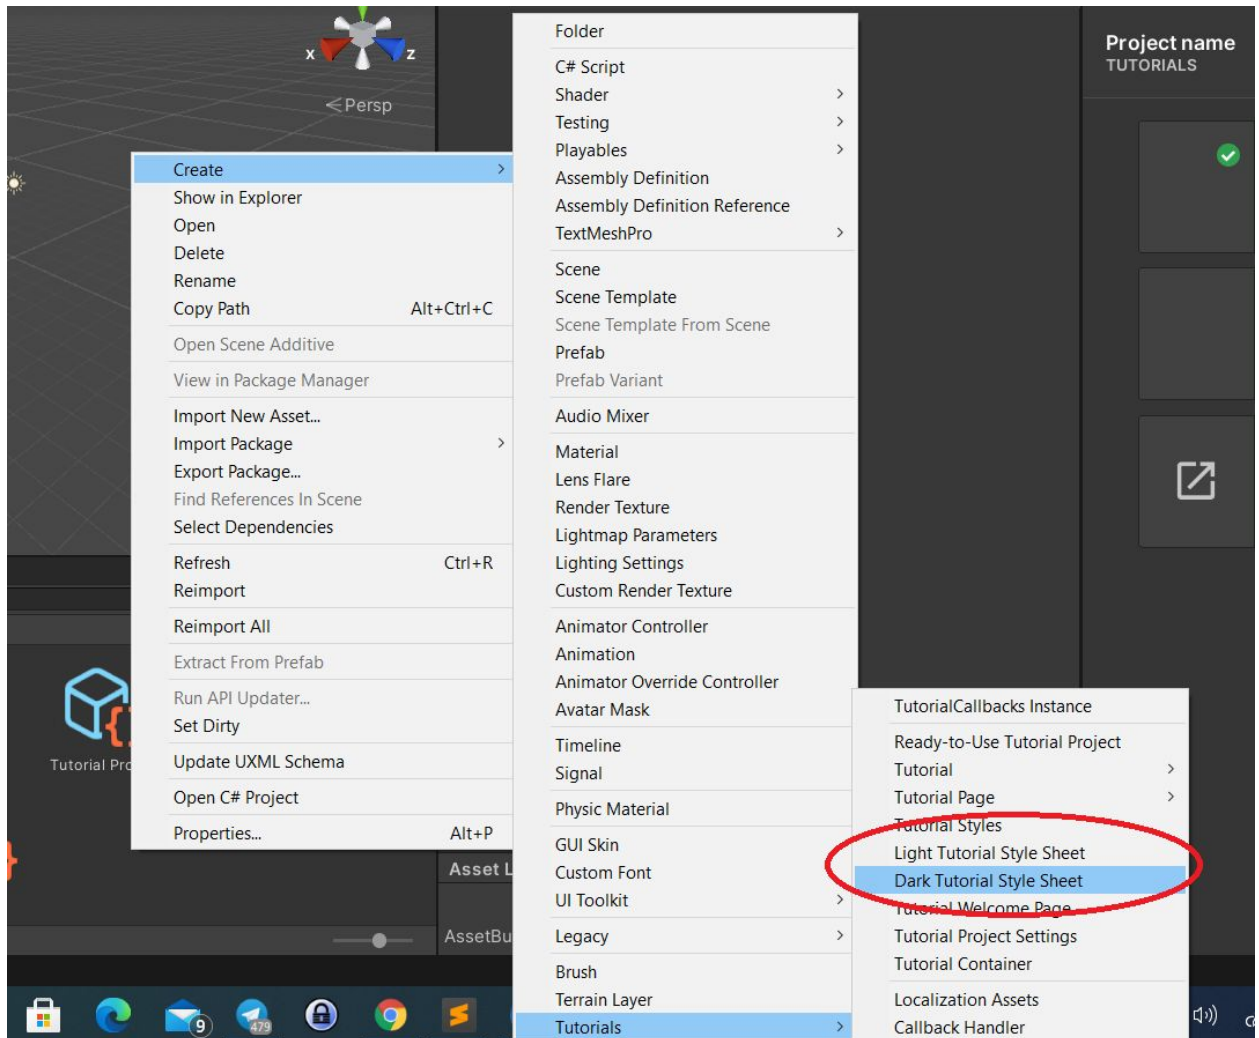 x
z
<Persp
Project name
TUTORIALS
Create
Show in Explorer
Open
Delete
Rename
Copy Path Alt+Ctrl+C
Open Scene Additive
View in Package Manager
Import New Asset...
Import Package
Export Package...
Find References In Scene
Select Dependencies
Refresh Ctrl+R
Reimport
Reimport All
Extract From Prefab
Run API Updater...
Set Dirty
Update UXML Schema
Open C# Project
Properties... Alt+P
Folder
C# Script
Shader
Testing
Playables
Assembly Definition
Assembly Definition Reference
TextMeshPro
Scene
Scene Template
Scene Template From Scene
Prefab
Prefab Variant
Audio Mixer
Material
Lens Flare
Render Texture
Lightmap Parameters
Lighting Settings
Custom Render Texture
Animator Controller
Animation
Animator Override Controller
Avatar Mask
Timeline
Signal
Physic Material
GUI Skin
Custom Font
UI Toolkit
Legacy
Brush
Terrain Layer
Tutorials
TutorialCallbacks Instance
Ready-to-Use Tutorial Project
Tutorial
Tutorial Page
Tutorial Styles
Light Tutorial Style Sheet
Dark Tutorial Style Sheet
Tutorial Welcome Page
Tutorial Project Settings
Tutorial Container
Localization Assets
Callback Handler
Tutorial Pro
Asset L
AssetBu
9
479